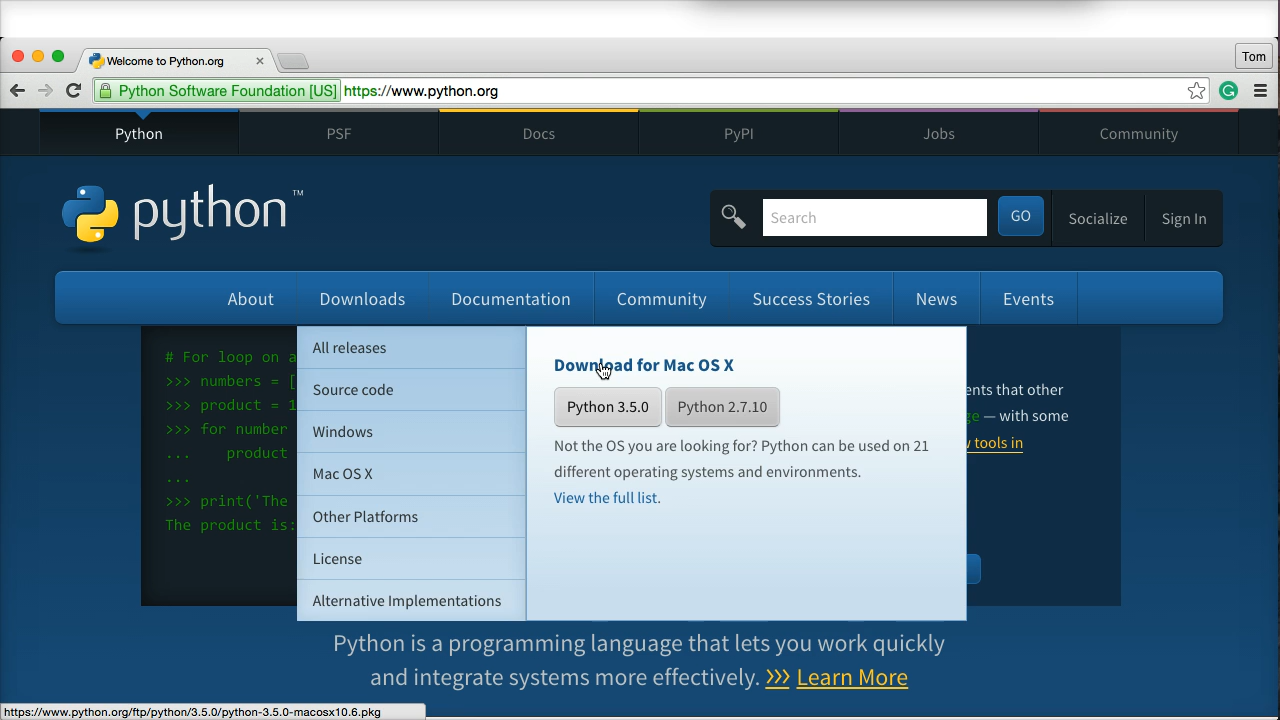 Welcome to Python.org
Tom
Python Software Foundation [US] https://www.python.org
Python PSF Docs PyPI Jobs Community
python™
Search GO Socialize Sign In
About Downloads Documentation Community Success Stories News Events
# For loop on a
>>> numbers = [
>>> product = 1
>>> for number
... product
...
>>> print('The
The product is:
All releases
Source code
Windows
Mac OS X
Other Platforms
License
Alternative Implementations
Download for Mac OS X
Python 3.5.0 Python 2.7.10
Not the OS you are looking for? Python can be used on 21
different operating systems and environments.
View the full list.
ents that other
ge — with some
w tools in
Python is a programming language that lets you work quickly
and integrate systems more effectively. >>> Learn More
https://www.python.org/ftp/python/3.5.0/python-3.5.0-macosx10.6.pkg